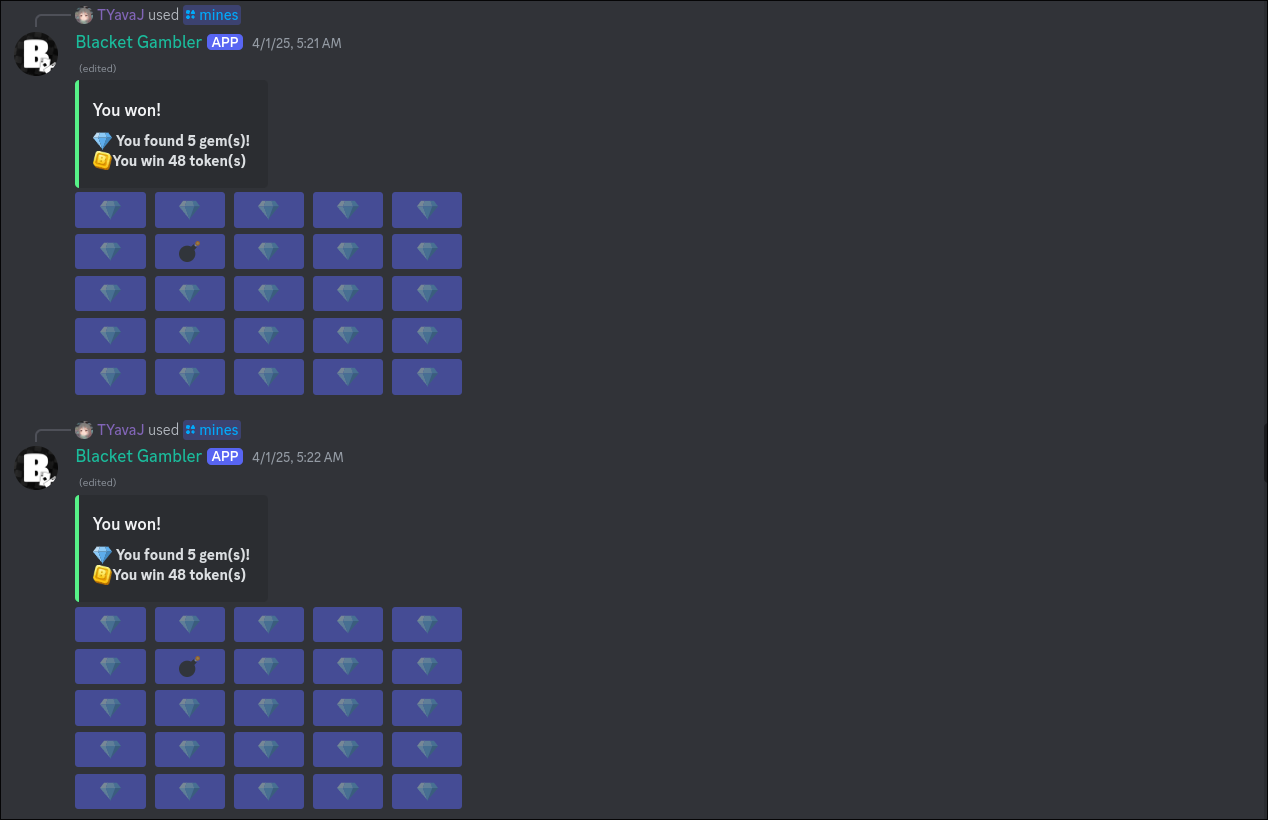 TYavaJ used mines
Blacket Gambler APP 4/1/25, 5:21 AM
(edited)
You won!
You found 5 gem(s)!
You win 48 token(s)
TYavaJ used mines
Blacket Gambler APP 4/1/25, 5:22 AM
(edited)
You won!
You found 5 gem(s)!
You win 48 token(s)